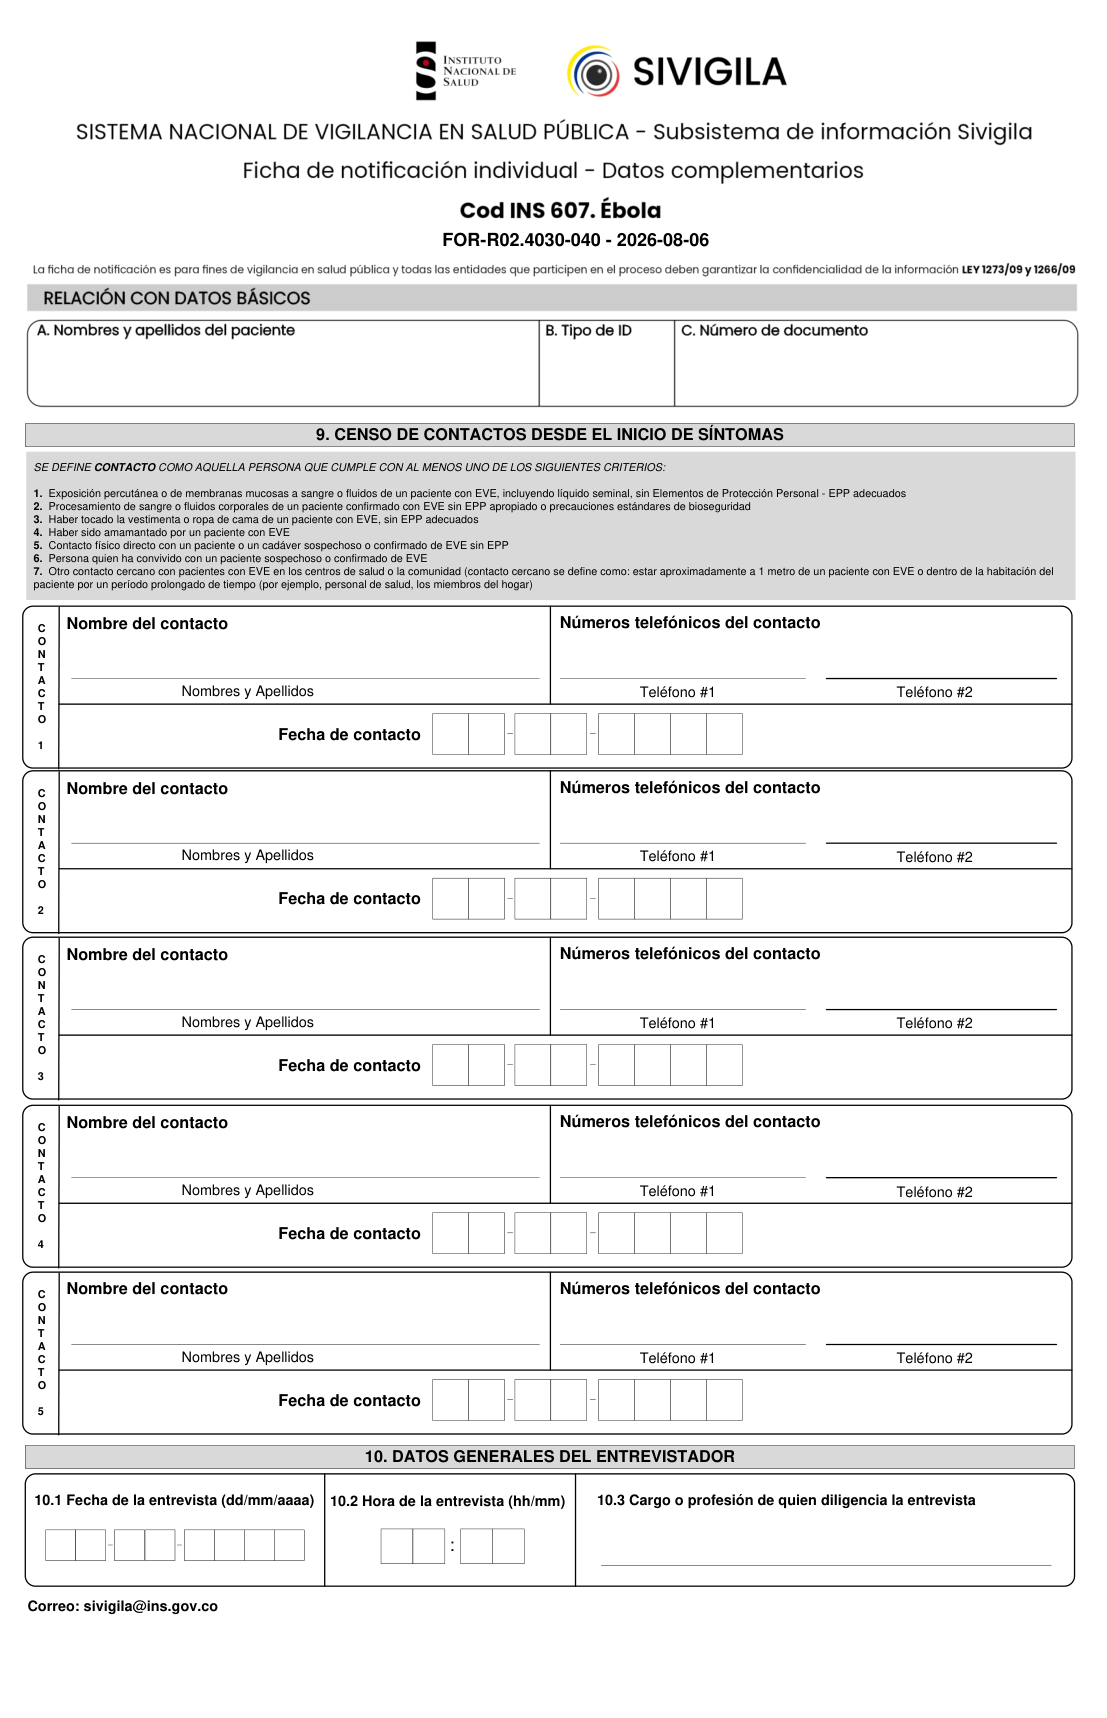 INSTITUTO
NACIONAL DE
SALUD
SIVIGILA
SISTEMA NACIONAL DE VIGILANCIA EN SALUD PÚBLICA - Subsistema de información Sivigila
Ficha de notificación individual - Datos complementarios
Cod INS 607. Ébola
FOR-R02.4030-040 - 2026-08-06
La ficha de notificación es para fines de vigilancia en salud pública y todas las entidades que participen en el proceso deben garantizar la confidencialidad de la información LEY 1273/09 y 1266/09
RELACIÓN CON DATOS BÁSICOS
A. Nombres y apellidos del paciente
B. Tipo de ID
C. Número de documento
9. CENSO DE CONTACTOS DESDE EL INICIO DE SÍNTOMAS
SE DEFINE CONTACTO COMO AQUELLA PERSONA QUE CUMPLE CON AL MENOS UNO DE LOS SIGUIENTES CRITERIOS:
1. Exposición percutánea o de membranas mucosas a sangre o fluidos de un paciente con EVE, incluyendo líquido seminal, sin Elementos de Protección Personal - EPP adecuados
2. Procesamiento de sangre o fluidos corporales de un paciente confirmado con EVE sin EPP apropiado o precauciones estándares de bioseguridad
3. Haber tocado la vestimenta o ropa de cama de un paciente con EVE, sin EPP adecuados
4. Haber sido amamantado por un paciente con EVE
5. Contacto físico directo con un paciente o un cadáver sospechoso o confirmado de EVE sin EPP
6. Persona quien ha convivido con un paciente sospechoso o confirmado de EVE
7. Otro contacto cercano con pacientes con EVE en los centros de salud o la comunidad (contacto cercano se define como: estar aproximadamente a 1 metro de un paciente con EVE o dentro de la habitación del
paciente por un período prolongado de tiempo (por ejemplo, personal de salud, los miembros del hogar)
CONTACTO 1
Nombre del contacto
Números telefónicos del contacto
Nombres y Apellidos
Teléfono #1
Teléfono #2
Fecha de contacto
CONTACTO 2
Nombre del contacto
Números telefónicos del contacto
Nombres y Apellidos
Teléfono #1
Teléfono #2
Fecha de contacto
CONTACTO 3
Nombre del contacto
Números telefónicos del contacto
Nombres y Apellidos
Teléfono #1
Teléfono #2
Fecha de contacto
CONTACTO 4
Nombre del contacto
Números telefónicos del contacto
Nombres y Apellidos
Teléfono #1
Teléfono #2
Fecha de contacto
CONTACTO 5
Nombre del contacto
Números telefónicos del contacto
Nombres y Apellidos
Teléfono #1
Teléfono #2
Fecha de contacto
10. DATOS GENERALES DEL ENTREVISTADOR
10.1 Fecha de la entrevista (dd/mm/aaaa)
10.2 Hora de la entrevista (hh/mm)
10.3 Cargo o profesión de quien diligencia la entrevista
:
Correo: sivigila@ins.gov.co